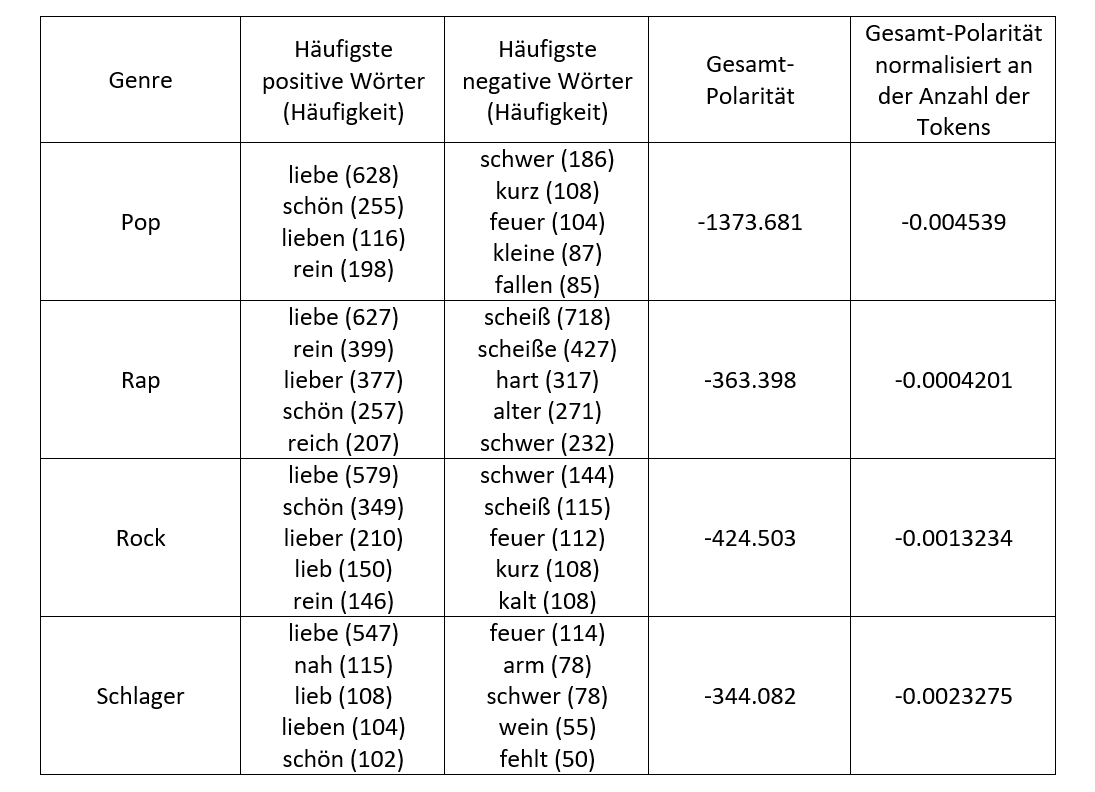 Genre
Häufigste
positive Wörter
(Häufigkeit)
Häufigste
negative Wörter
(Häufigkeit)
Gesamt-
Polarität
Gesamt-Polarität
normalisiert an
der Anzahl der
Tokens
Pop
liebe (628)
schön (255)
lieben (116)
rein (198)
schwer (186)
kurz (108)
feuer (104)
kleine (87)
fallen (85)
-1373.681
-0.004539
Rap
liebe (627)
rein (399)
lieber (377)
schön (257)
reich (207)
scheiß (718)
scheiße (427)
hart (317)
alter (271)
schwer (232)
-363.398
-0.0004201
Rock
liebe (579)
schön (349)
lieber (210)
lieb (150)
rein (146)
schwer (144)
scheiß (115)
feuer (112)
kurz (108)
kalt (108)
-424.503
-0.0013234
Schlager
liebe (547)
nah (115)
lieb (108)
lieben (104)
schön (102)
feuer (114)
arm (78)
schwer (78)
wein (55)
fehlt (50)
-344.082
-0.0023275